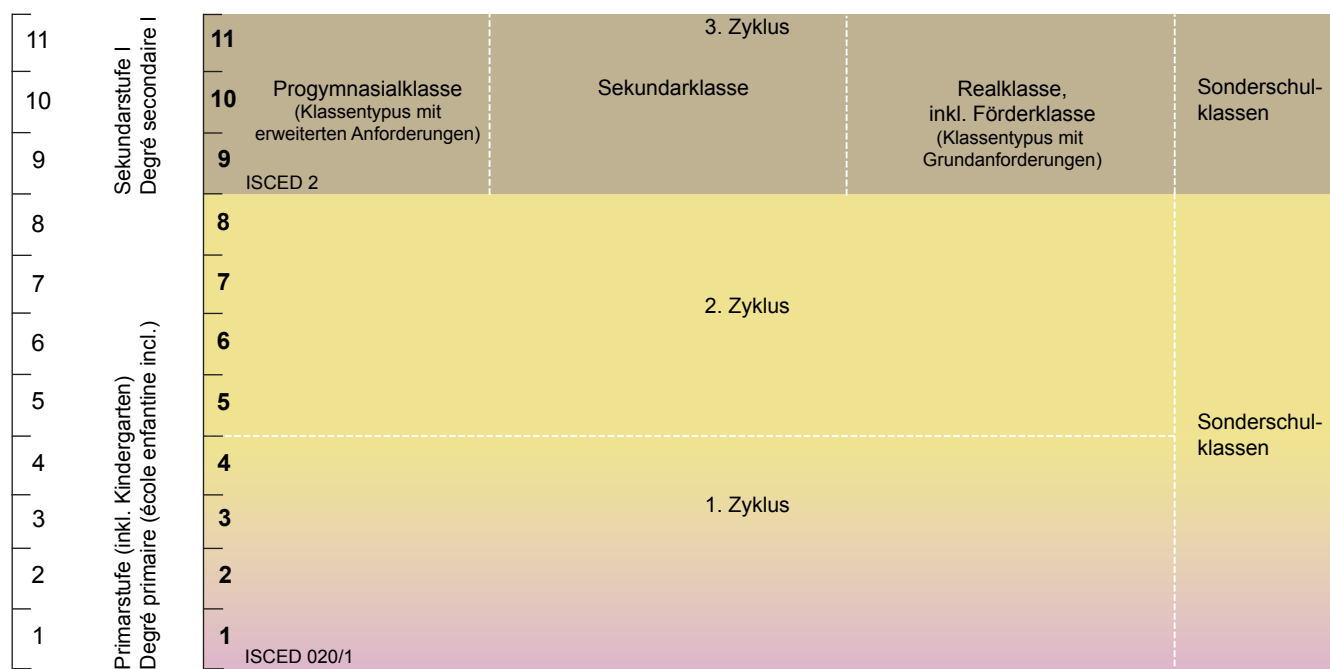 11
10
9
8
7
6
5
4
3
2
1
Sekundarstufe I
Degré secondaire I
Primarstufe (inkl. Kindergarten)
Degré primaire (école enfantine incl.)
11
10
9
8
7
6
5
4
3
2
1
3. Zyklus
Progymnasialklasse
(Klassentypus mit
erweiterten Anforderungen)
Sekundarklasse
Realklasse,
inkl. Förderklasse
(Klassentypus mit
Grundanforderungen)
Sonderschul-
klassen
ISCED 2
2. Zyklus
Sonderschul-
klassen
1. Zyklus
ISCED 020/1